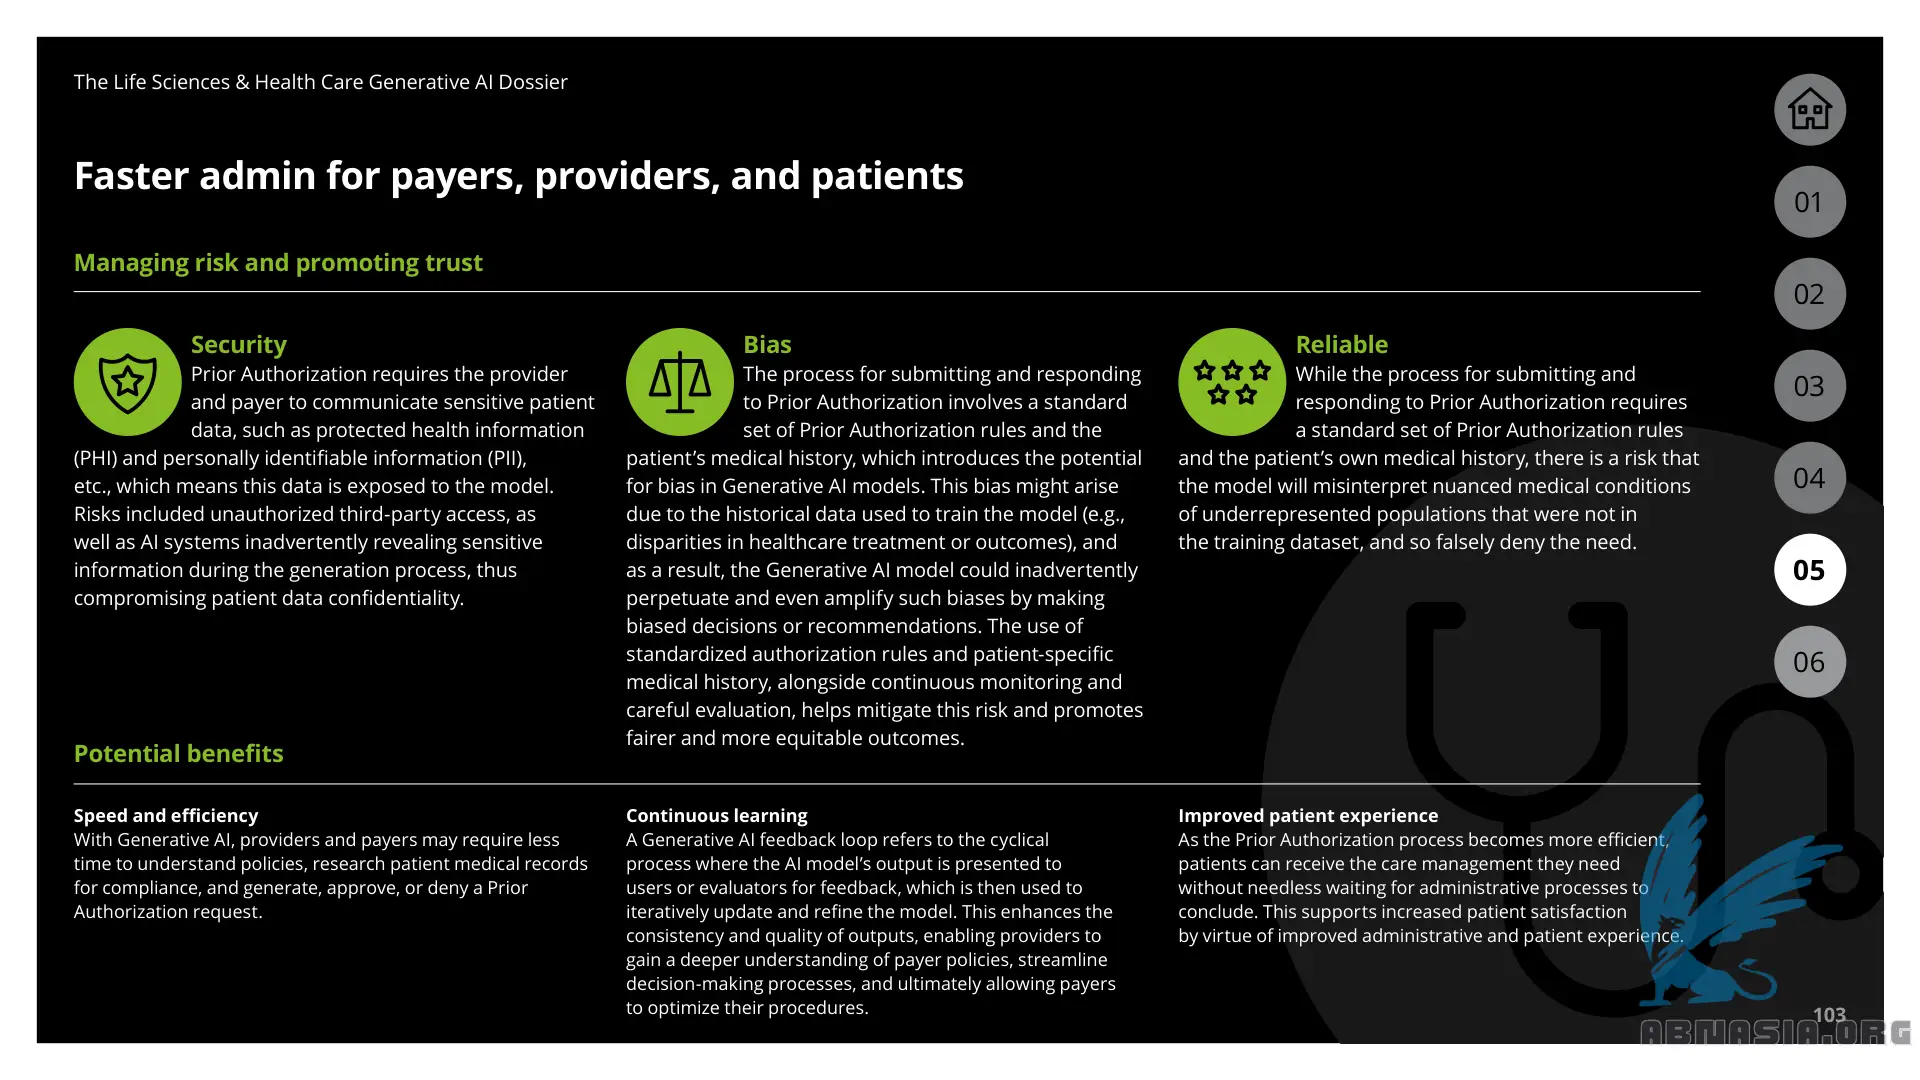 The Life Sciences & Health Care Generative AI Dossier
Faster admin for payers, providers, and patients
Managing risk and promoting trust
Security
Prior Authorization requires the provider
and payer to communicate sensitive patient
data, such as protected health information
(PHI) and personally identifiable information (PII),
etc., which means this data is exposed to the model.
Risks included unauthorized third-party access, as
well as AI systems inadvertently revealing sensitive
information during the generation process, thus
compromising patient data confidentiality.
Bias
The process for submitting and responding
to Prior Authorization involves a standard
set of Prior Authorization rules and the
patient’s medical history, which introduces the potential
for bias in Generative AI models. This bias might arise
due to the historical data used to train the model (e.g.,
disparities in healthcare treatment or outcomes), and
as a result, the Generative AI model could inadvertently
perpetuate and even amplify such biases by making
biased decisions or recommendations. The use of
standardized authorization rules and patient-specific
medical history, alongside continuous monitoring and
careful evaluation, helps mitigate this risk and promotes
fairer and more equitable outcomes.
Reliable
While the process for submitting and
responding to Prior Authorization requires
a standard set of Prior Authorization rules
and the patient’s own medical history, there is a risk that
the model will misinterpret nuanced medical conditions
of underrepresented populations that were not in
the training dataset, and so falsely deny the need.
Potential benefits
Speed and efficiency
With Generative AI, providers and payers may require less
time to understand policies, research patient medical records
for compliance, and generate, approve, or deny a Prior
Authorization request.
Continuous learning
A Generative AI feedback loop refers to the cyclical
process where the AI model’s output is presented to
users or evaluators for feedback, which is then used to
iteratively update and refine the model. This enhances the
consistency and quality of outputs, enabling providers to
gain a deeper understanding of payer policies, streamline
decision-making processes, and ultimately allowing payers
to optimize their procedures.
Improved patient experience
As the Prior Authorization process becomes more efficient,
patients can receive the care management they need
without needless waiting for administrative processes to
conclude. This supports increased patient satisfaction
by virtue of improved administrative and patient experience.
01
02
03
04
05
06
103
ABMASIA.ORG